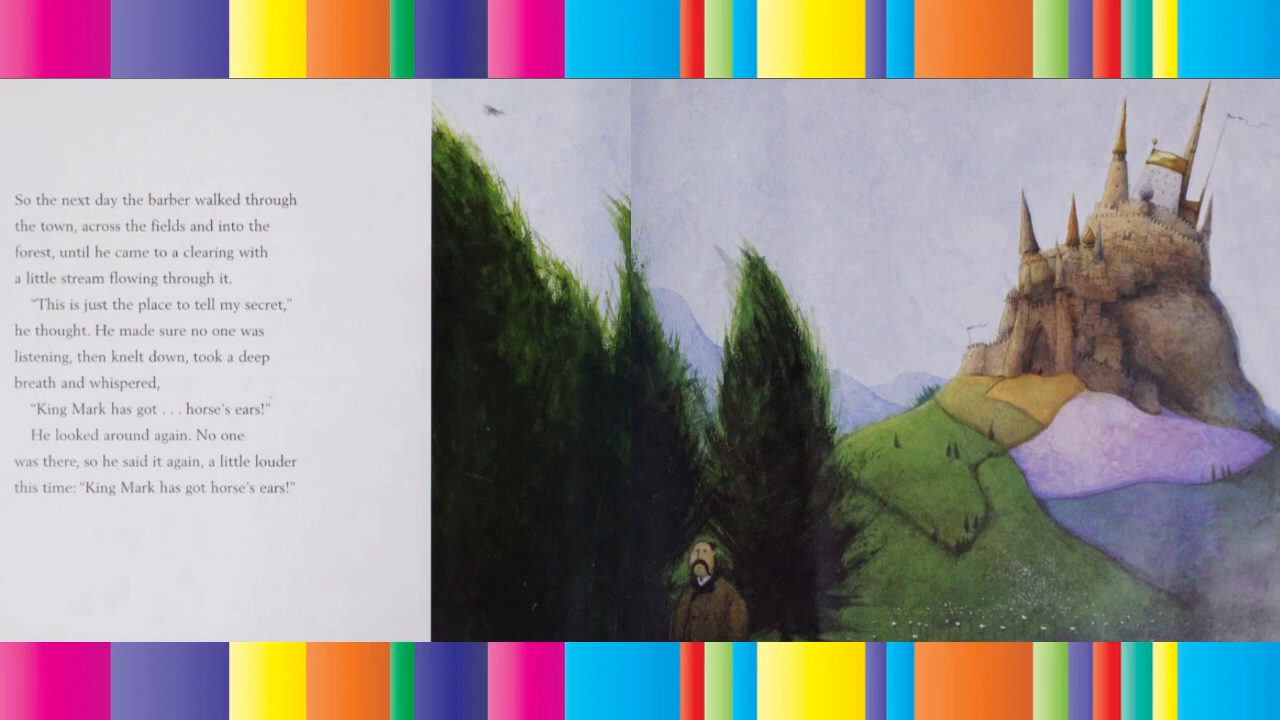 So the next day the barber walked through
the town, across the fields and into the
forest, until he came to a clearing with
a little stream flowing through it.
“This is just the place to tell my secret,”
he thought. He made sure no one was
listening, then knelt down, took a deep
breath and whispered,
“King Mark has got . . . horse’s ears!”
He looked around again. No one
was there, so he said it again, a little louder
this time: “King Mark has got horse’s ears!”